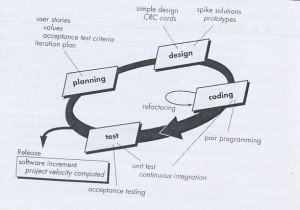 simple design
CRC cards
spike solutions
prototypes
user stories
values
acceptance test criteria
iteration plan
design
planning
coding
refactoring
test
pair programming
Release
software increment
project velocity computed
unit test
continuous integration
acceptance testing